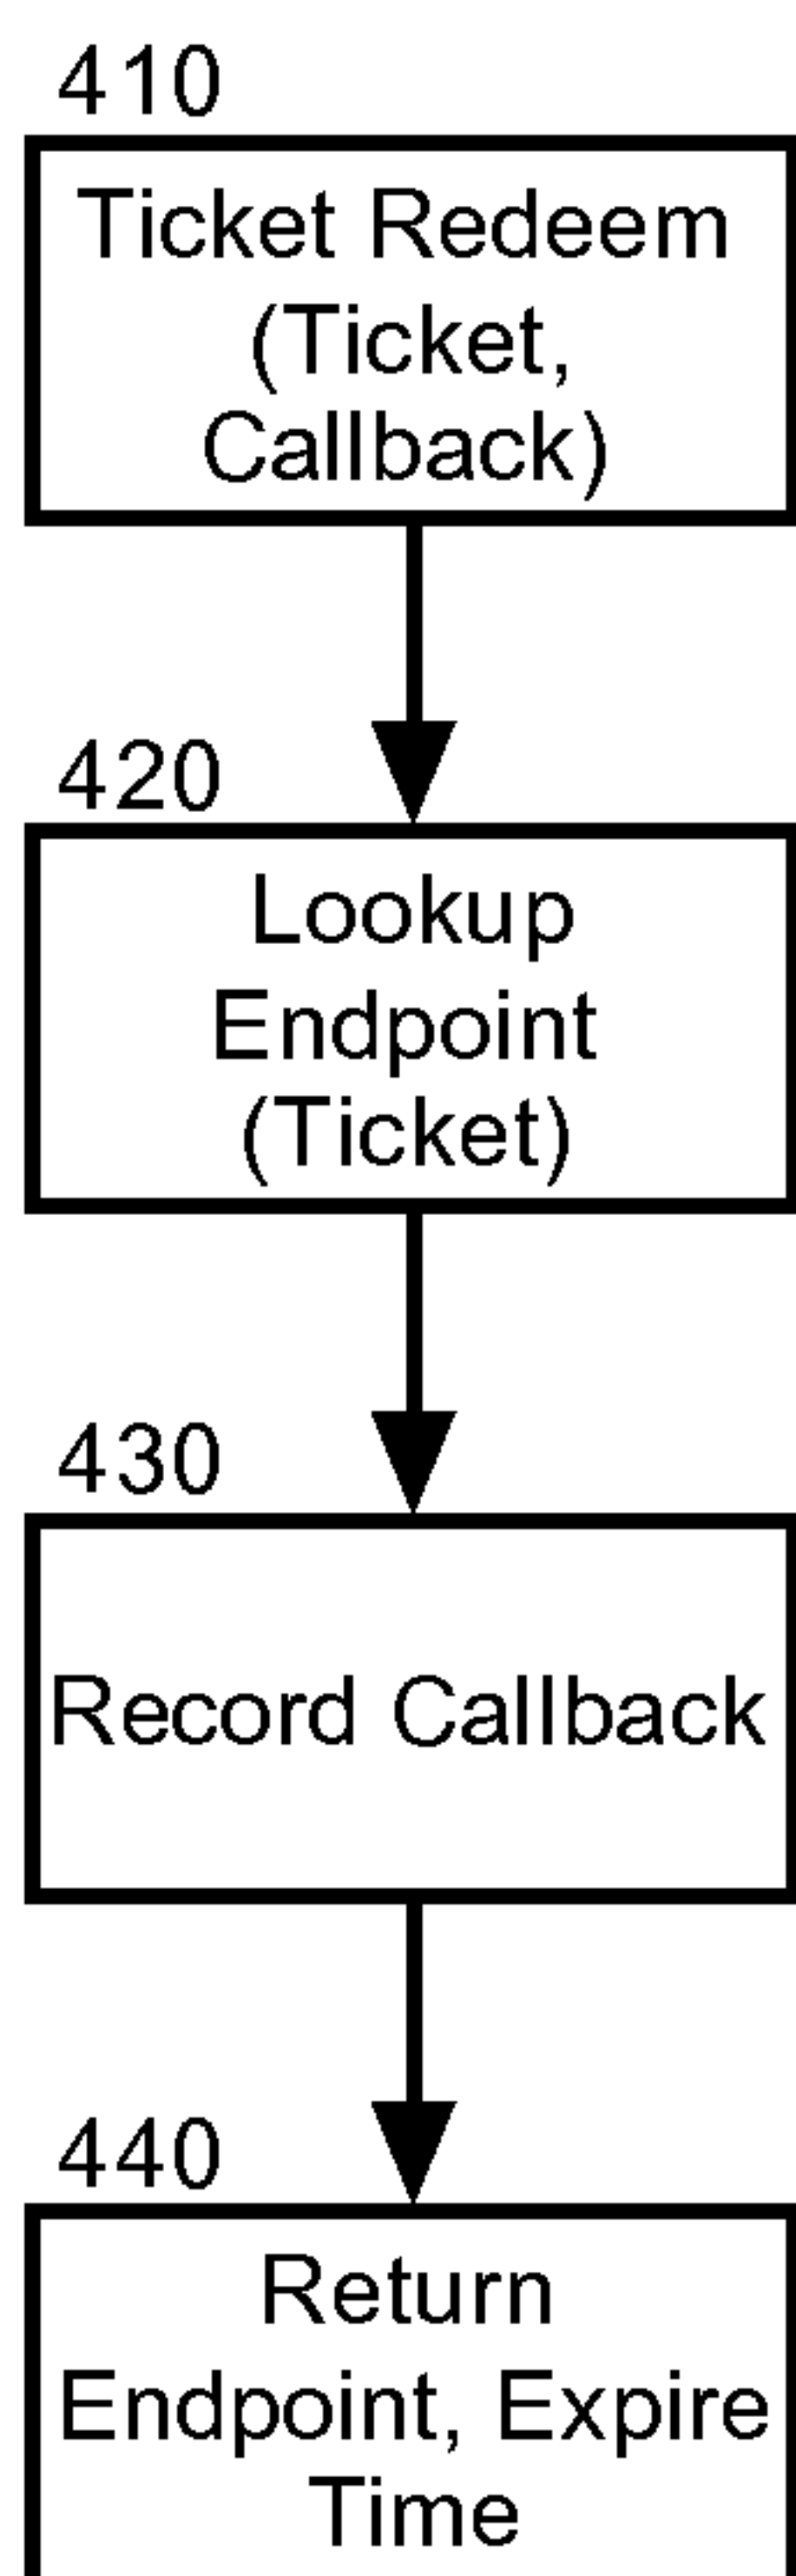 410
Ticket Redeem
(Ticket,
Callback)
420
Lookup
Endpoint
(Ticket)
430
Record Callback
440
Return
Endpoint, Expire
Time